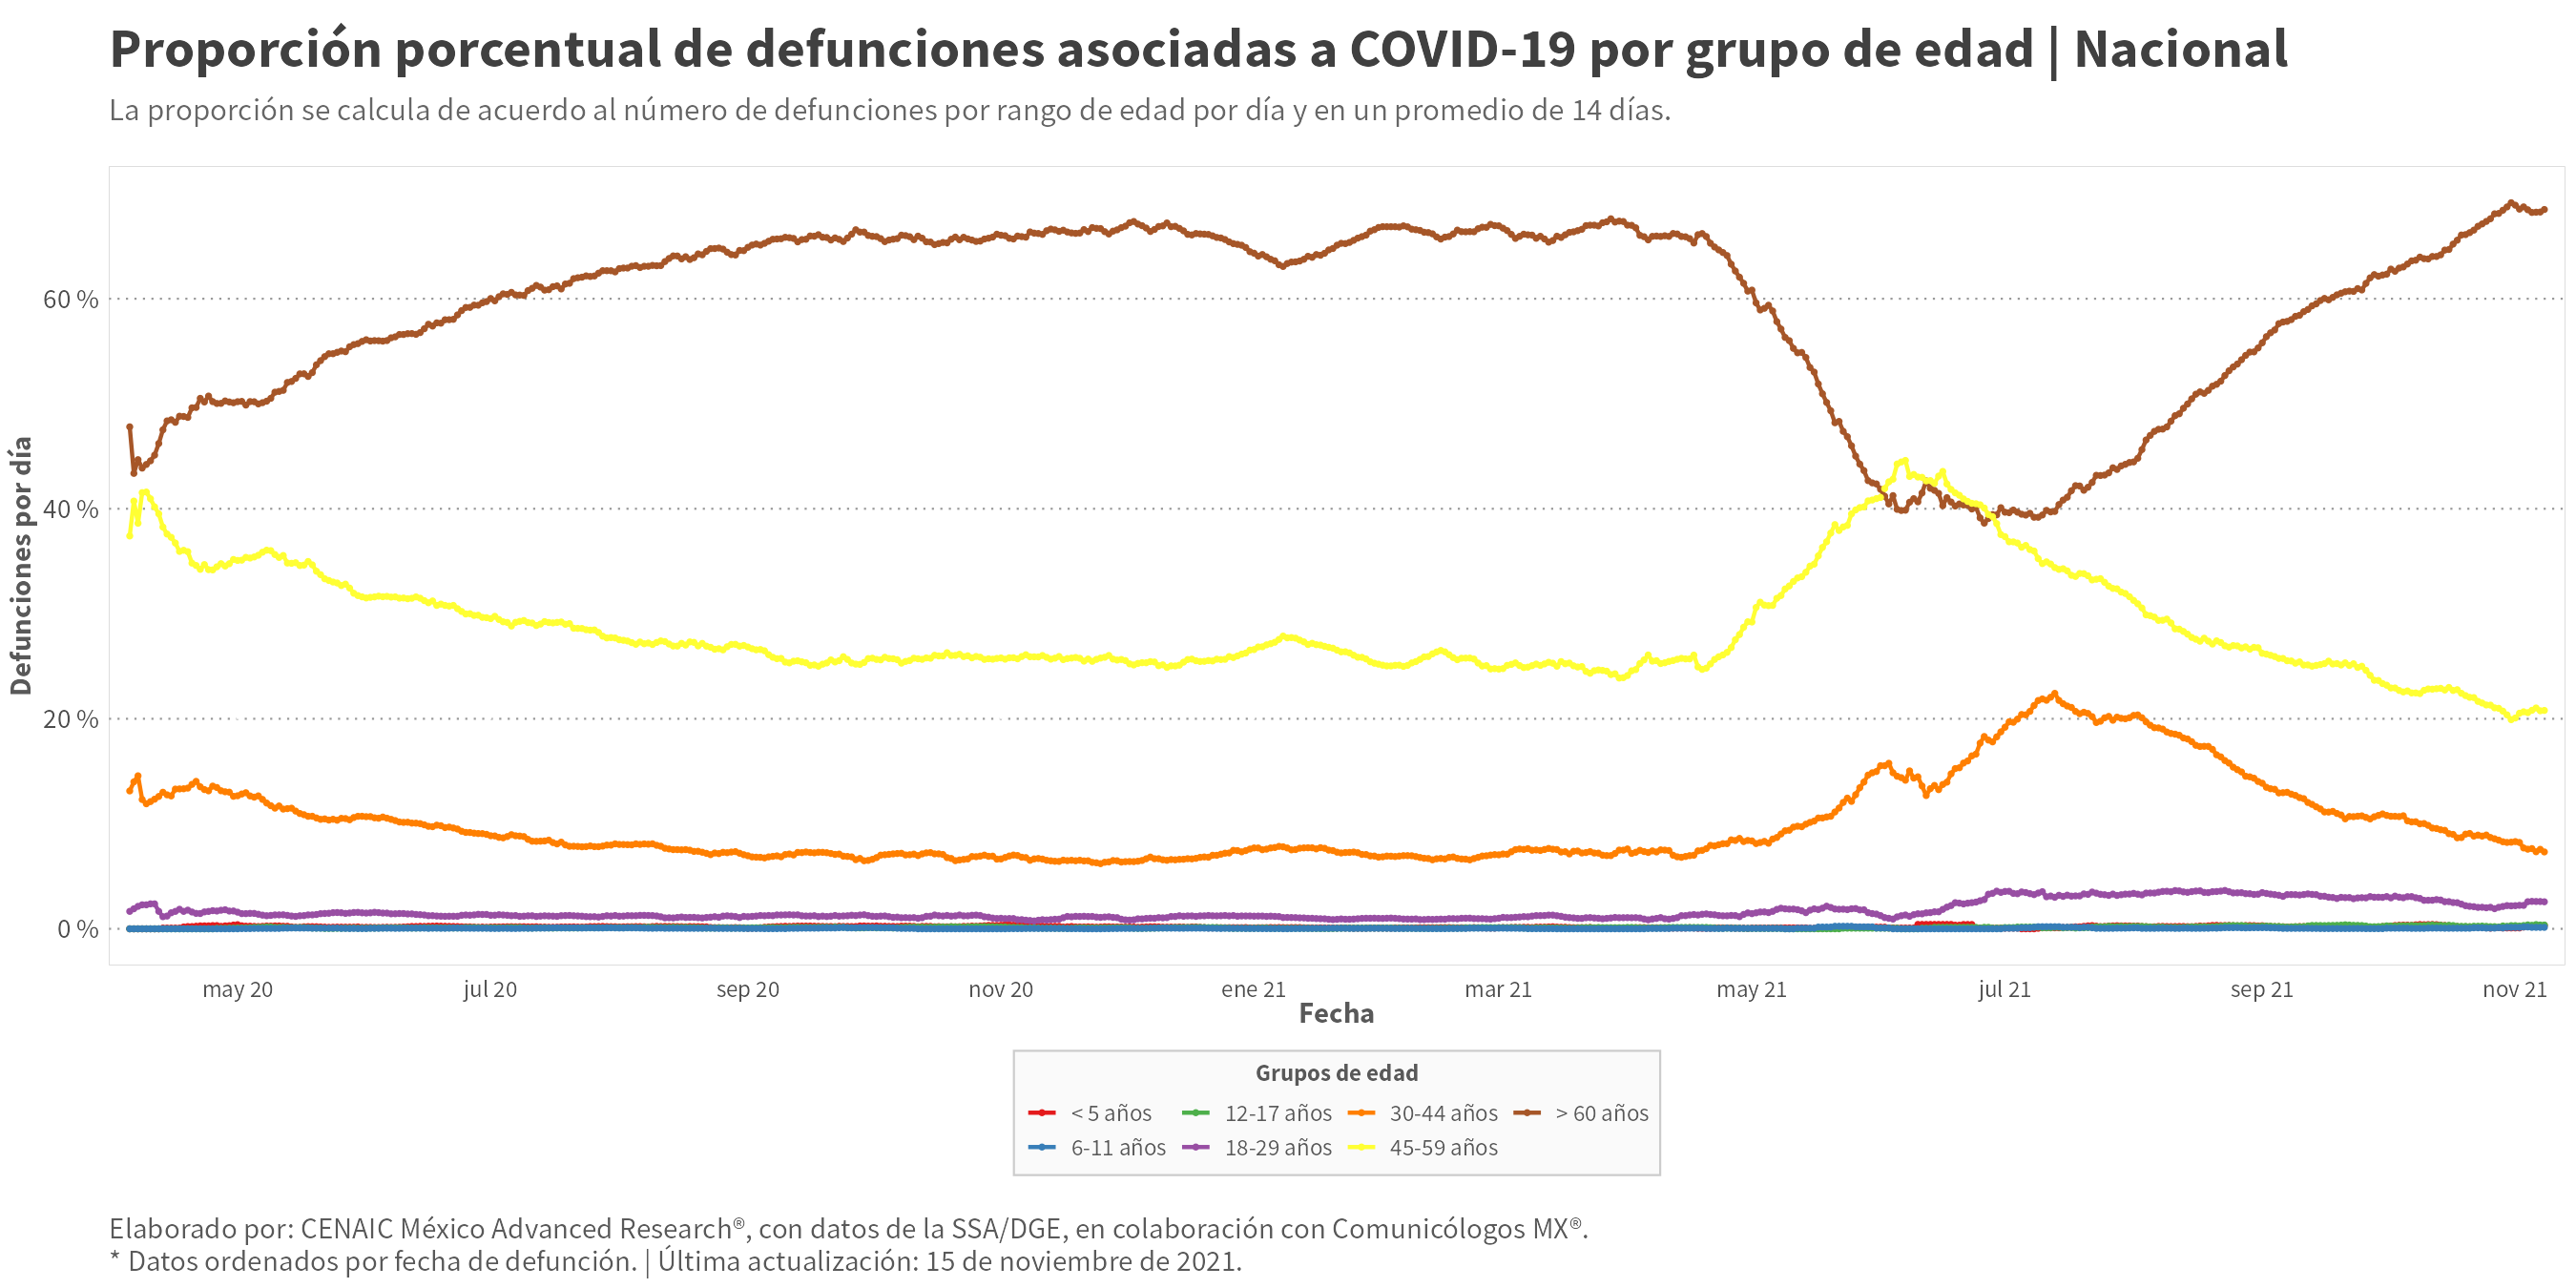 Proporción porcentual de defunciones asociadas a COVID-19 por grupo de edad | Nacional
La proporción se calcula de acuerdo al número de defunciones por rango de edad por día y en un promedio de 14 días.
Defunciones por día
60 %
40 %
20 %
0 %
may 20 jul 20 sep 20 nov 20 ene 21 mar 21 may 21 jul 21 sep 21 nov 21
Fecha
Grupos de edad
< 5 años 12-17 años 30-44 años > 60 años
6-11 años 18-29 años 45-59 años
Elaborado por: CENAIC México Advanced Research®, con datos de la SSA/DGE, en colaboración con Comunicólogos MX®.
* Datos ordenados por fecha de defunción. | Última actualización: 15 de noviembre de 2021.